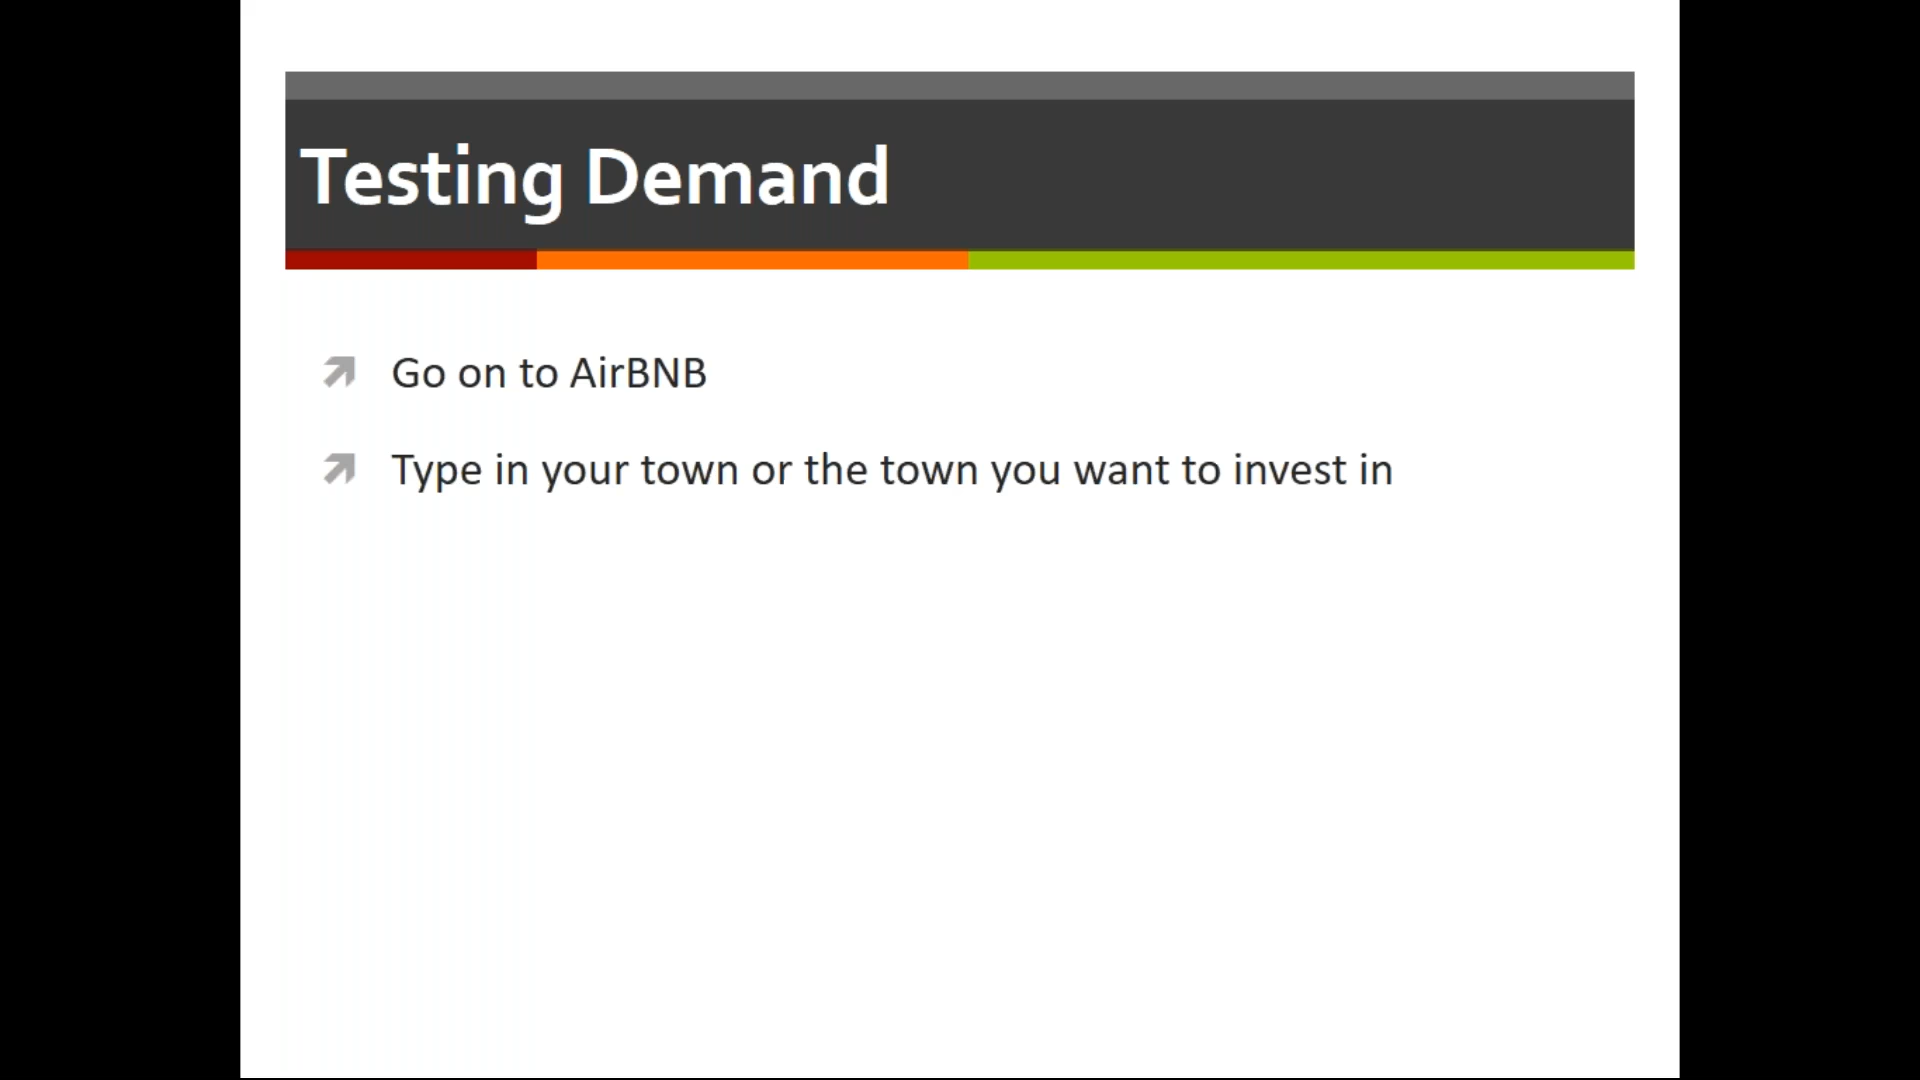 Testing Demand
Go on to AirBNB
Type in your town or the town you want to invest in